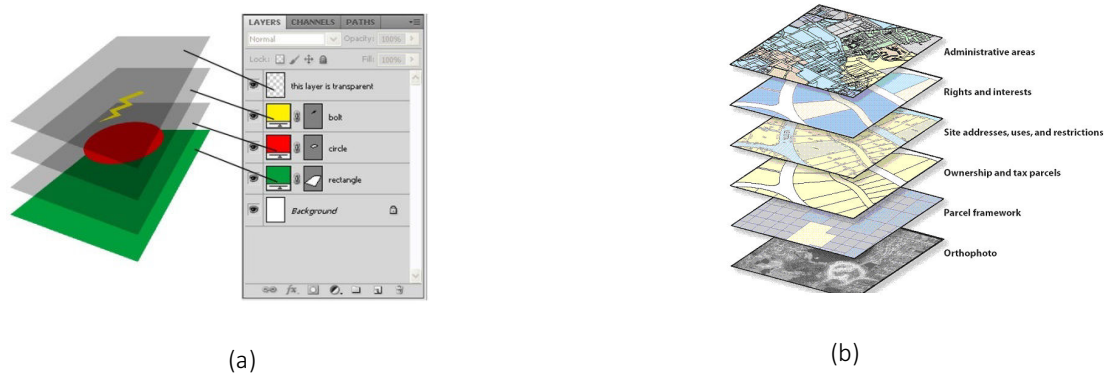 LAYERS CHANNELS PATHS
Normal Opacity: 100%
Lock: Fill: 100%
this layer is transparent
bolt
circle
rectangle
Background
fx.
(a)
Administrative areas
Rights and interests
Site addresses, uses, and restrictions
Ownership and tax parcels
Parcel framework
Orthophoto
(b)